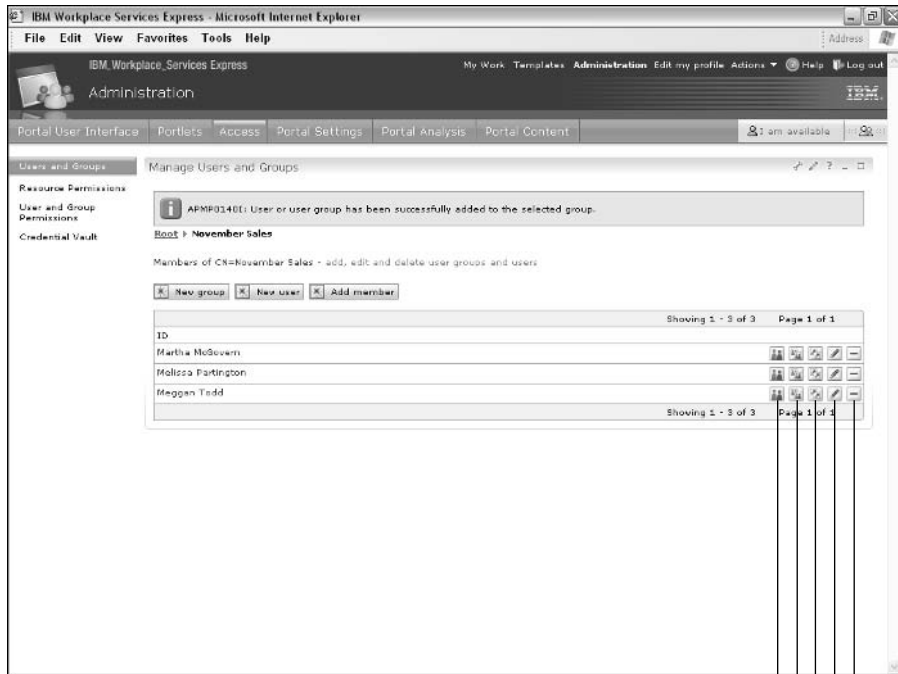 IBM Workplace Services Express - Microsoft Internet Explorer
File Edit View Favorites Tools Help Address
IBM_Workplace_Services Express
My Work Templates Administration Edit my profile Actions Help Log out
Administration
IBM.
Portal User Interface Portlets Access Portal Settings Portal Analysis Portal Content I am available
Users and Groups
Manage Users and Groups
Resource Permissions
User and Group
Permissions
Credential Vault
APMP0140I: User or user group has been successfully added to the selected group.
Root November Sales
Members of CN=November Sales - add, edit and delete user groups and users
New group New user Add member
Showing 1 - 3 of 3 Page 1 of 1
ID
Martha McGovern
Melissa Partington
Meggan Todd
Showing 1 - 3 of 3 Page 1 of 1